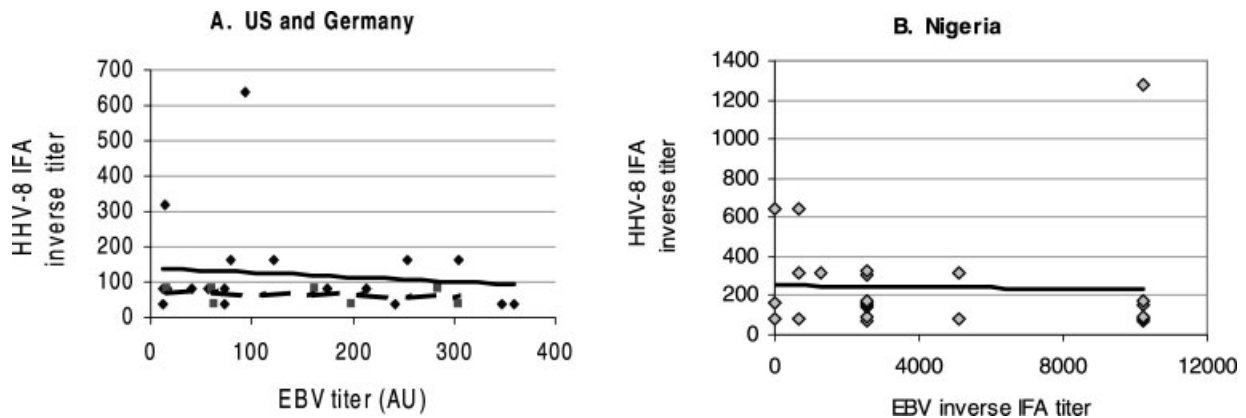 A. US and Germany
HHV-8 IFA
inverse titer
700
600
500
400
300
200
100
0
0 100 200 300 400
EBV titer (AU)
B. Nigeria
HHV-8 IFA
inverse titer
1400
1200
1000
800
600
400
200
0
0 4000 8000 12000
EBV inverse IFA titer